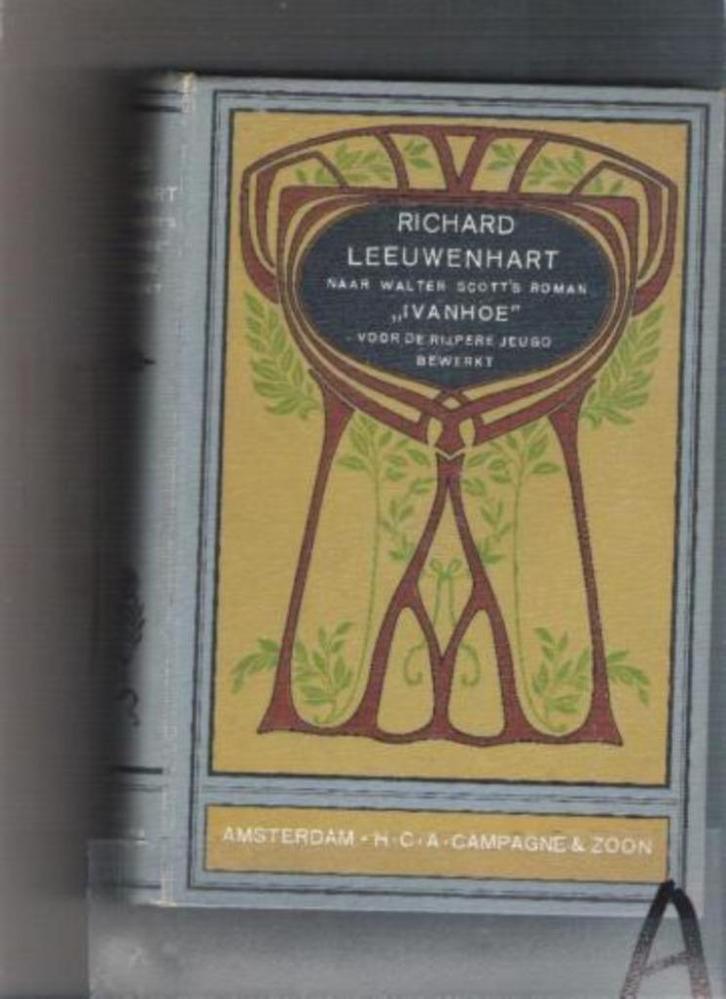 RICHARD
LEEUWENHART
NAAR WALTER SCOTT'S ROMAN
„IVANHOE"
VOOR DE RIJPERE JEUGD
BEWERKT
AMSTERDAM - H. C. A. CAMPAGNE & ZOON
A